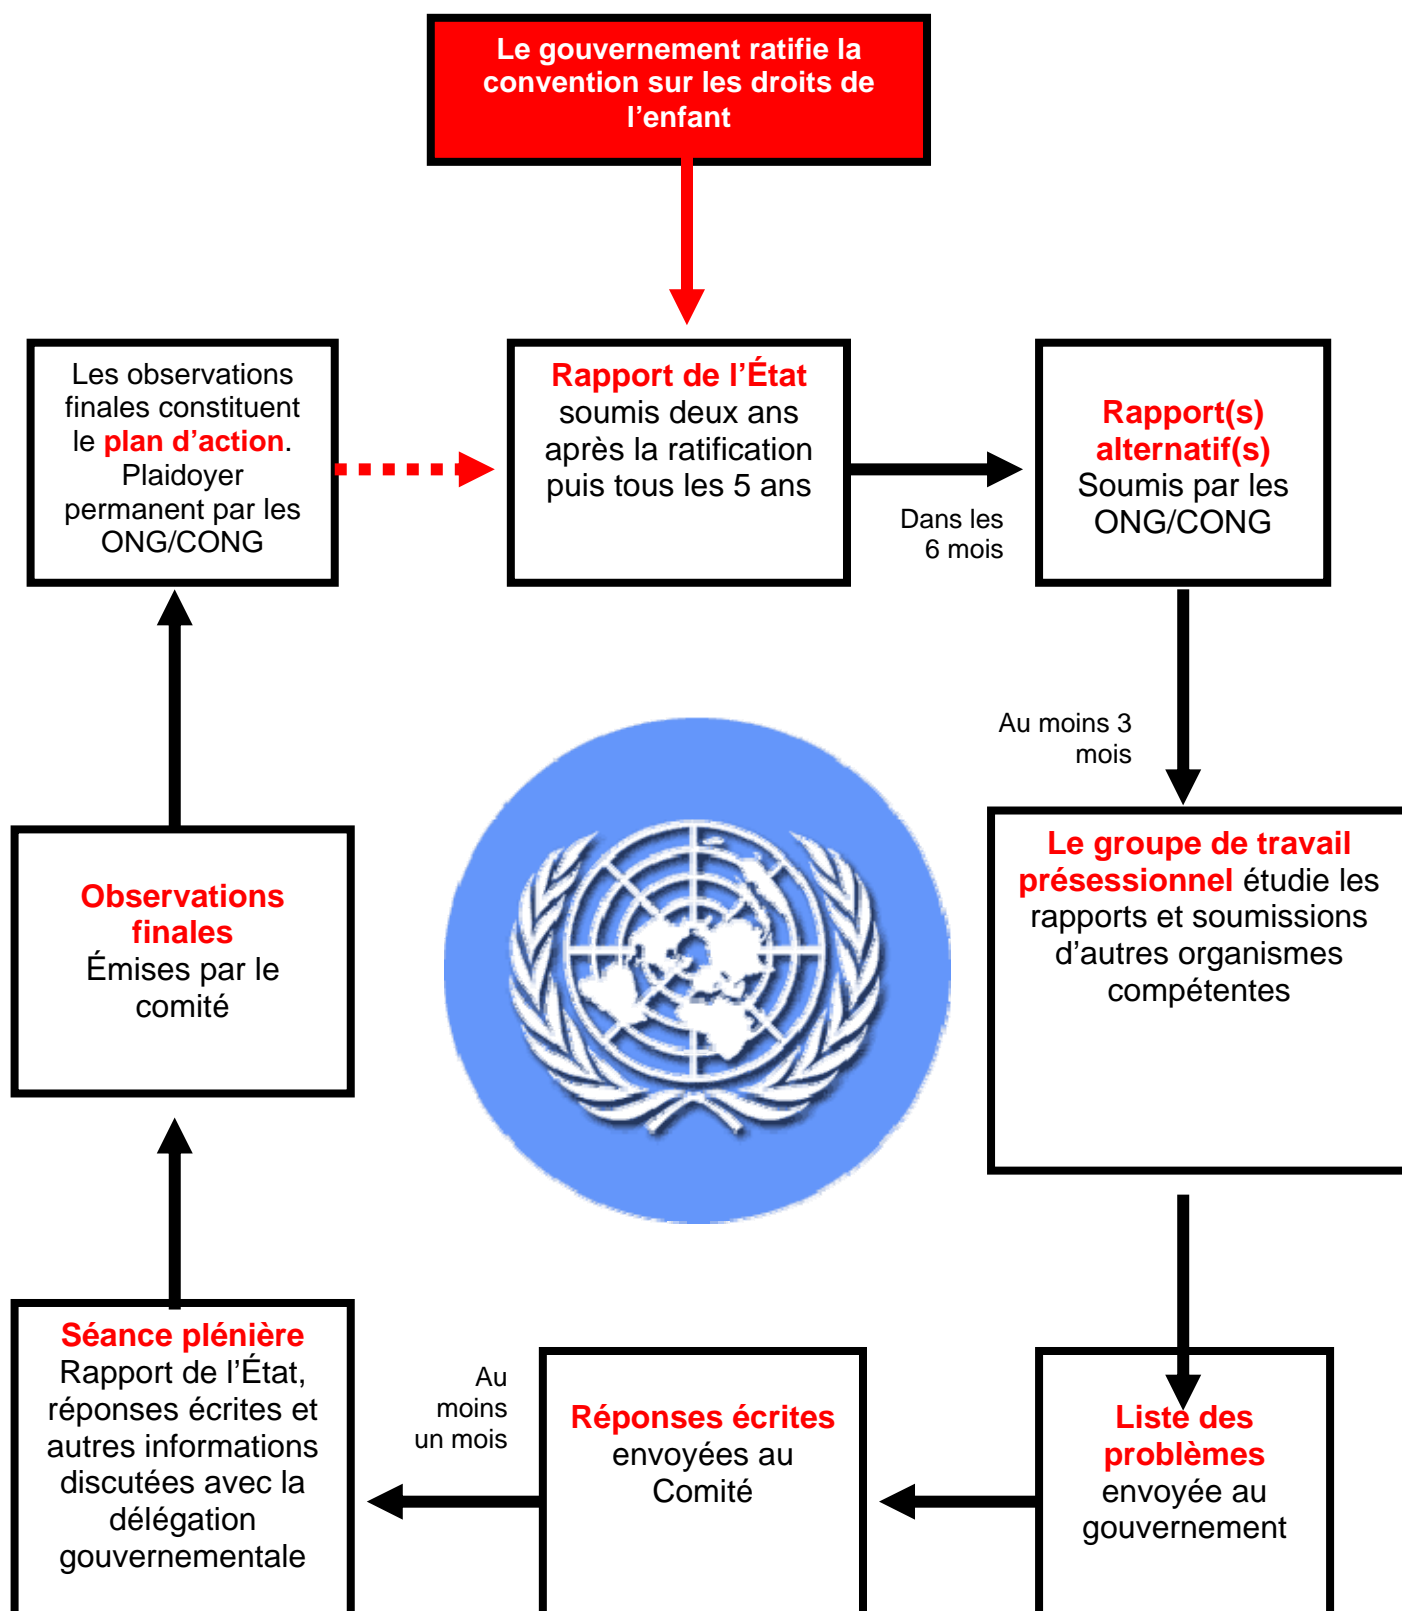 Le gouvernement ratifie la
convention sur les droits de
l’enfant
Les observations
finales constituent
le plan d’action.
Plaidoyer
permanent par les
ONG/CONG
Rapport de l’État
soumis deux ans
après la ratification
puis tous les 5 ans
Dans les
6 mois
Rapport(s)
alternatif(s)
Soumis par les
ONG/CONG
Au moins 3
mois
Le groupe de travail
présessionnel étudie les
rapports et soumissions
d’autres organismes
compétentes
Liste des
problèmes
envoyée au
gouvernement
Réponses écrites
envoyées au
Comité
Au
moins
un mois
Séance plénière
Rapport de l’État,
réponses écrites et
autres informations
discutées avec la
délégation
gouvernementale
Observations
finales
Émises par le
comité